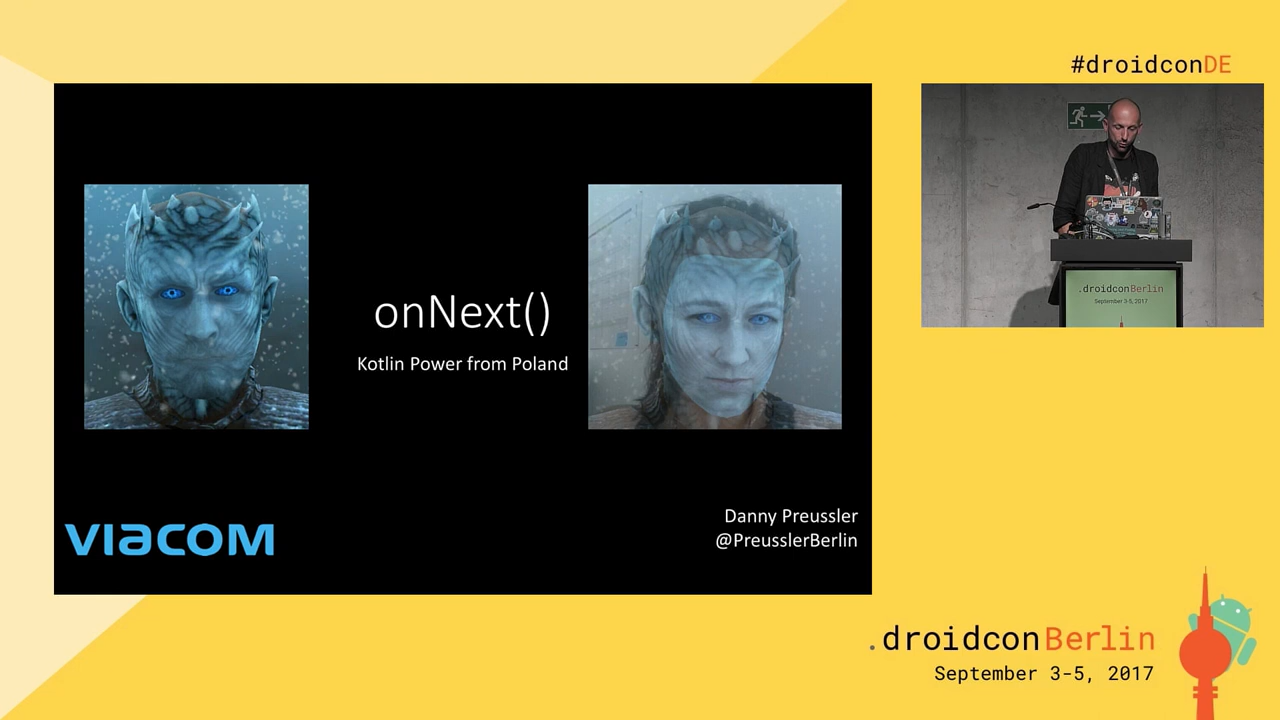 #droidconDE
onNext()
Kotlin Power from Poland
VIACOM
Danny Preussler
@PreusslerBerlin
.droidconBerlin
September 3-5, 2017
.droidconBerlin
September 3-5, 2017